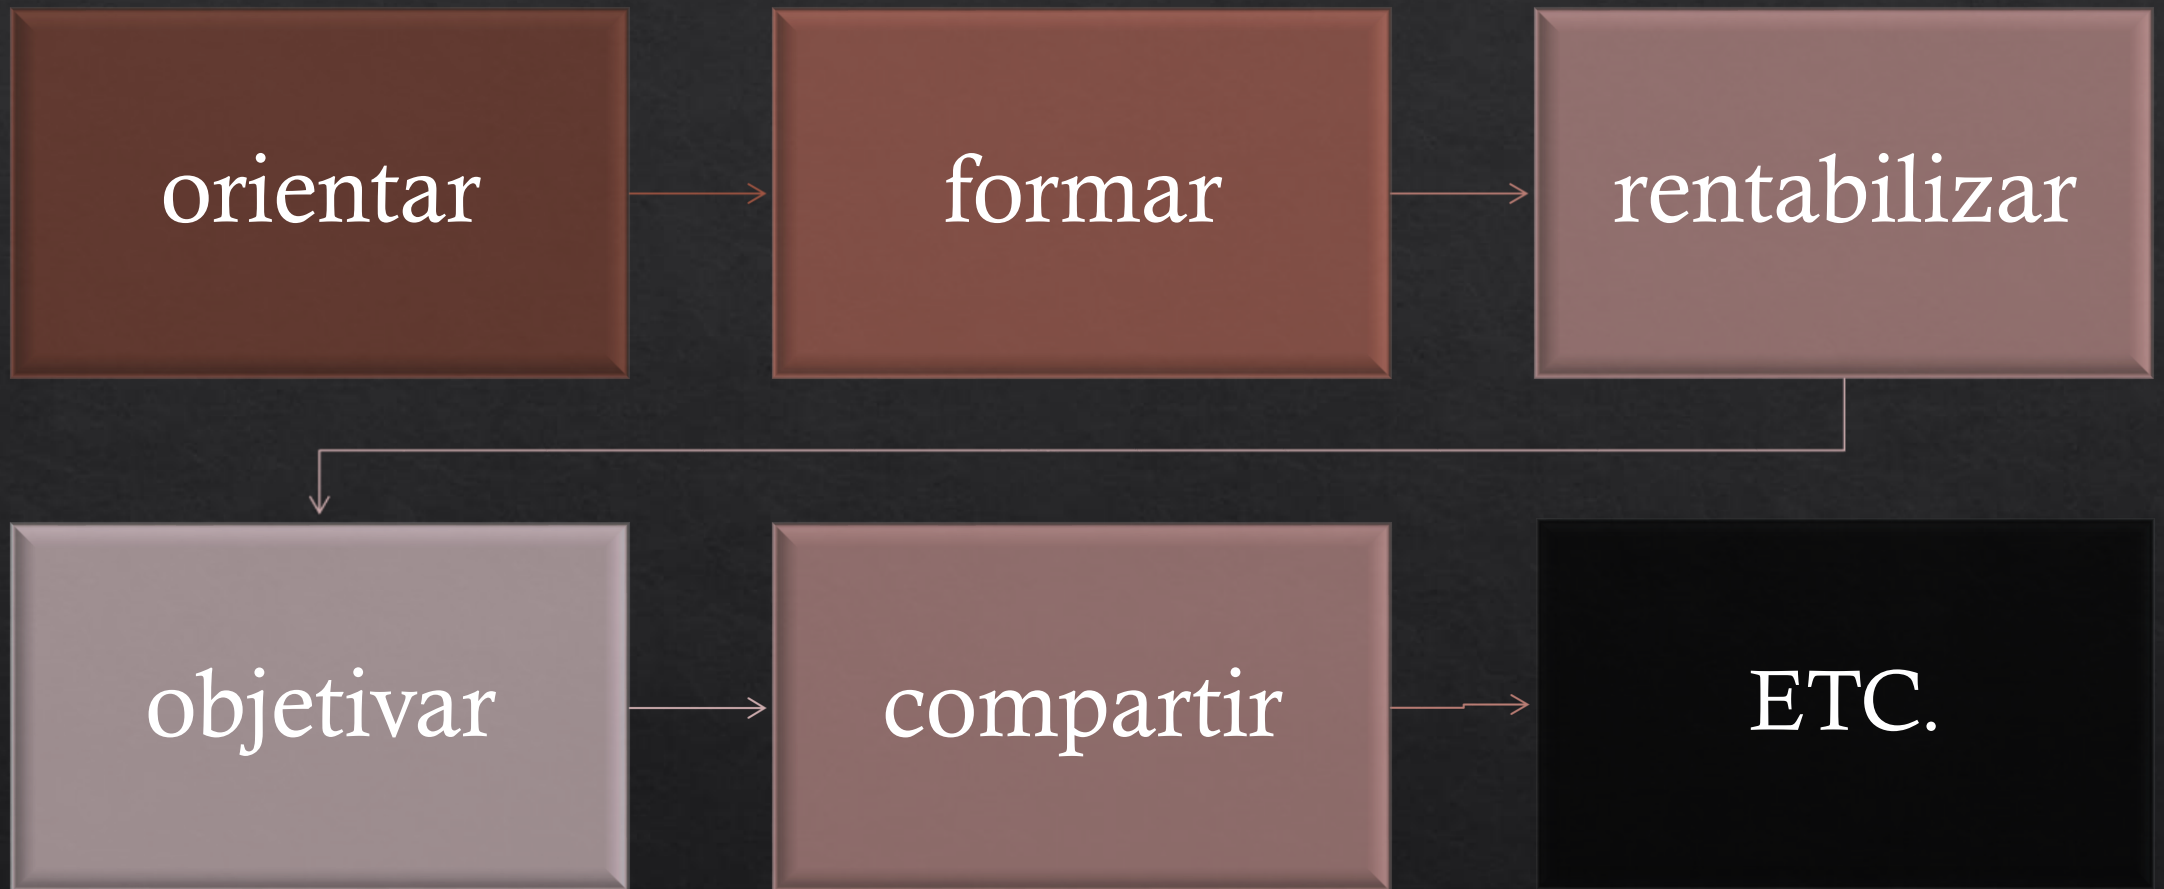 orientar
formar
rentabilizar
objetivar
compartir
ETC.